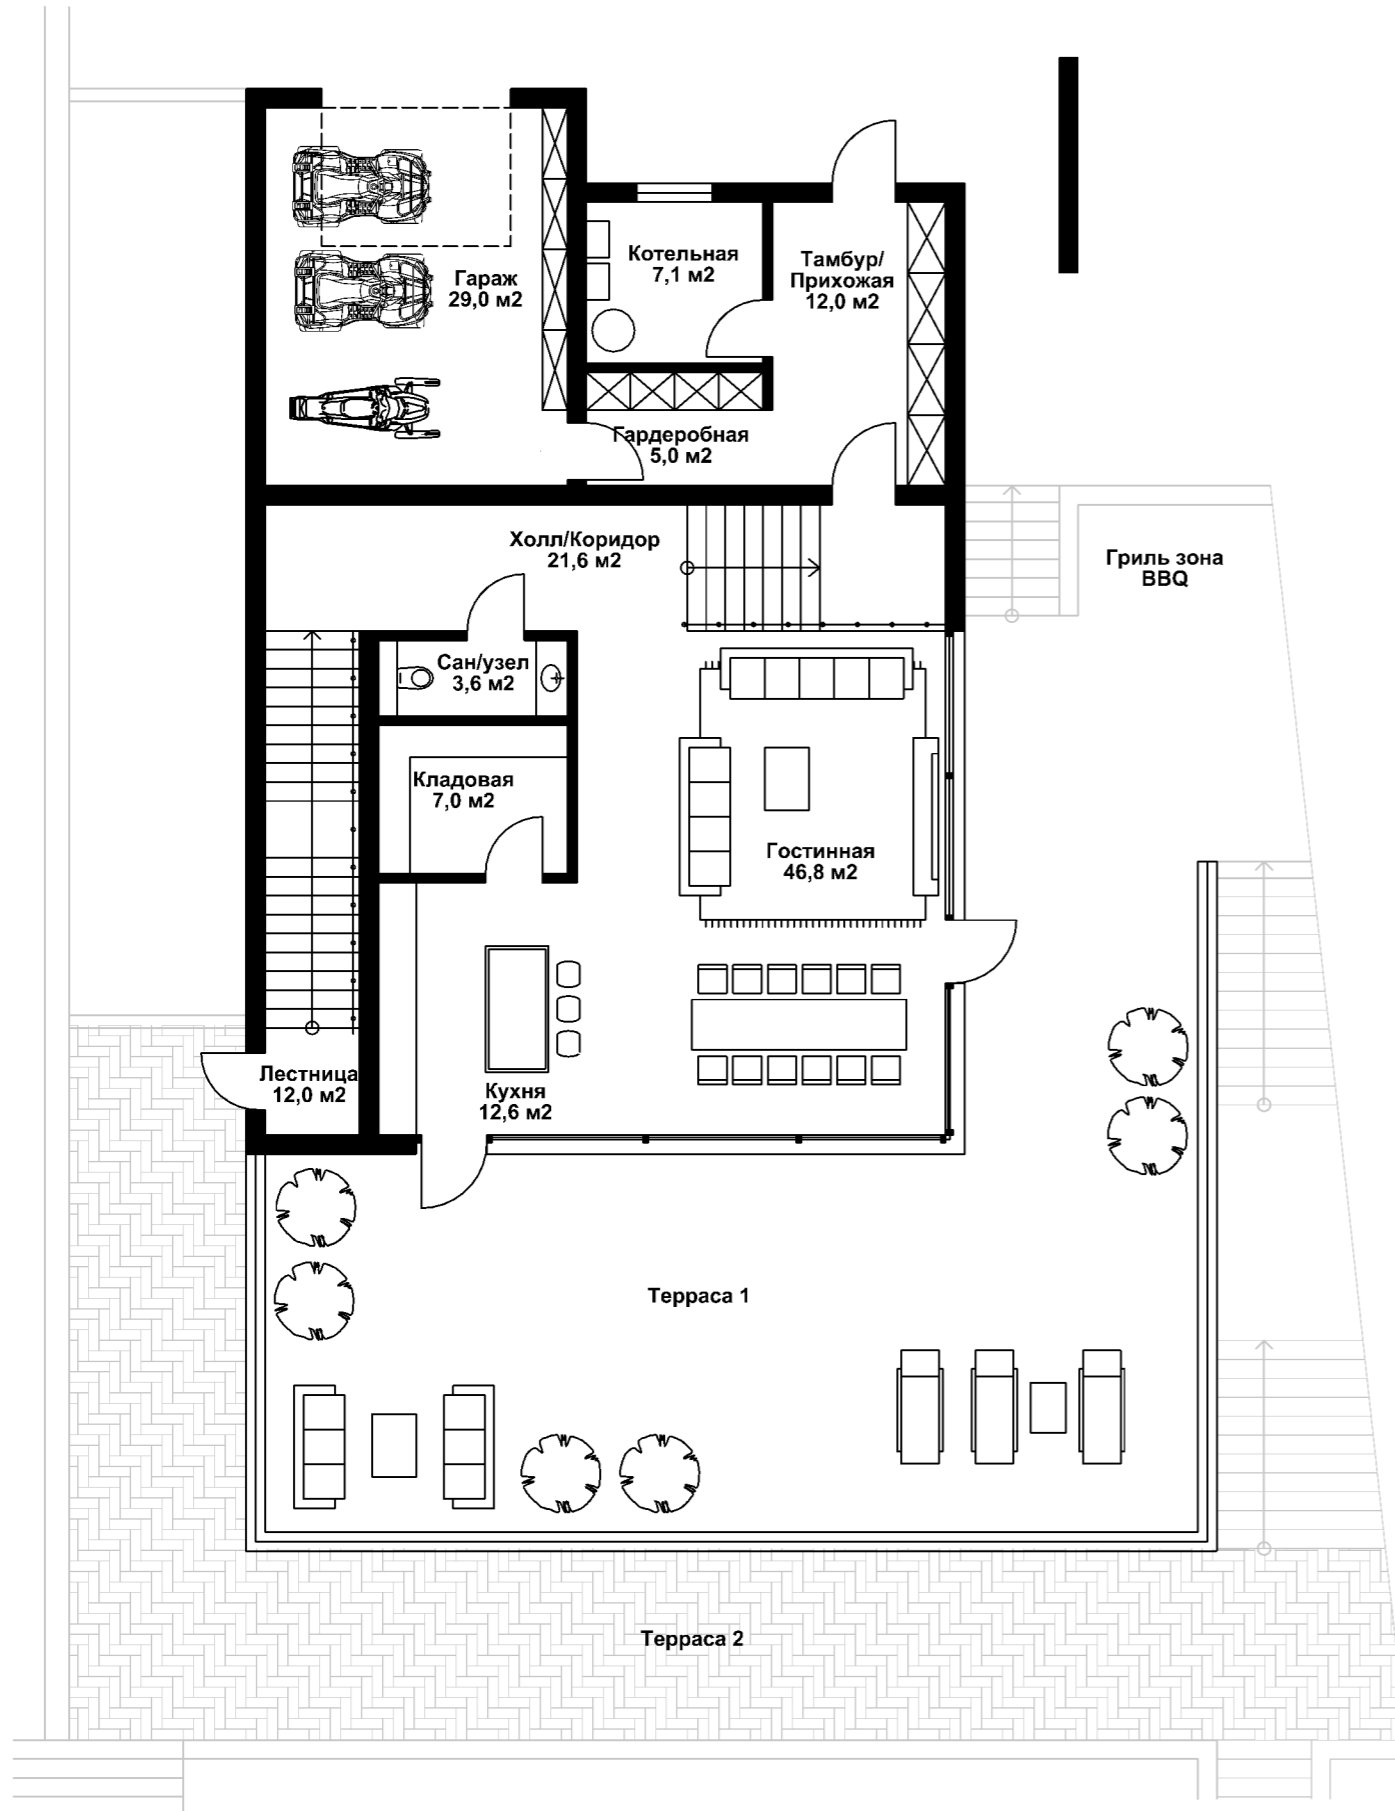 Котельная
7,1 м2
Тамбур/
Прихожая
12,0 м2
Гараж
29,0 м2
Гардеробная
5,0 м2
Холл/Коридор
21,6 м2
Гриль зона
BBQ
Сан/узел
3,6 м2
Кладовая
7,0 м2
Гостинная
46,8 м2
Лестница
12,0 м2
Кухня
12,6 м2
Терраса 1
Терраса 2